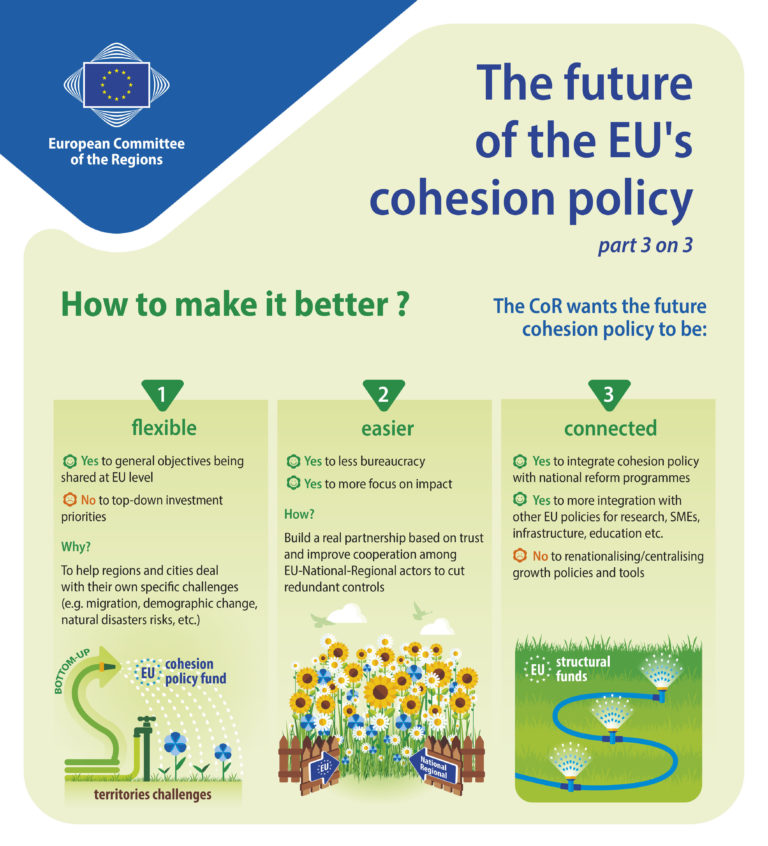 European Committee
of the Regions
The future
of the EU's
cohesion policy
part 3 on 3
How to make it better ?
The CoR wants the future
cohesion policy to be:
1
flexible
Yes to general objectives being
shared at EU level
No to top-down investment
priorities
Why?
To help regions and cities deal
with their own specific challenges
(e.g. migration, demographic change,
natural disasters risks, etc.)
BOTTOM-UP
EU
cohesion
policy fund
territories challenges
2
easier
Yes to less bureaucracy
Yes to more focus on impact
How?
Build a real partnership based on trust
and improve cooperation among
EU-National-Regional actors to cut
redundant controls
EU
National
Regional
3
connected
Yes to integrate cohesion policy
with national reform programmes
Yes to more integration with
other EU policies for research, SMEs,
infrastructure, education etc.
No to renationalising/centralising
growth policies and tools
EU
structural
funds